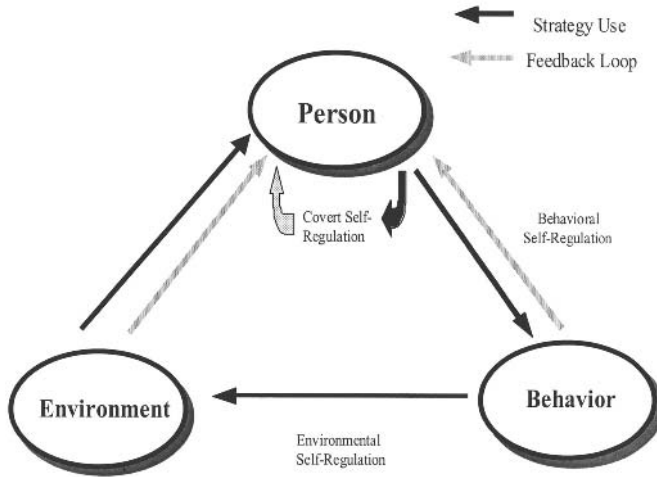 Strategy Use
Feedback Loop
Person
Covert Self-
Regulation
Behavioral
Self-Regulation
Environment
Behavior
Environmental
Self-Regulation